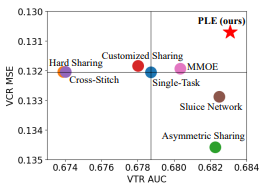 0.130
PLE (ours)
0.131
Hard Sharing
Customized Sharing
MMOE
0.132
Cross-Stitch
Single-Task
VCR MSE
0.133
Sluice Network
0.134
Asymmetric Sharing
0.135
0.674 0.676 0.678 0.680 0.682 0.684
VTR AUC